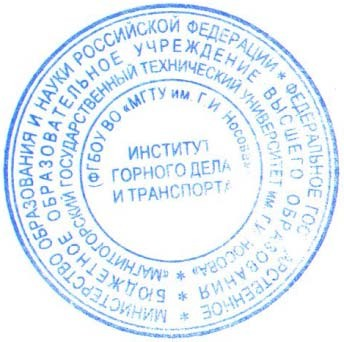 МИНИСТЕРСТВО ОБРАЗОВАНИЯ И НАУКИ РОССИЙСКОЙ ФЕДЕРАЦИИ * ФЕДЕРАЛЬНОЕ ГОСУДАРСТВЕННОЕ *
БЮДЖЕТНОЕ ОБРАЗОВАТЕЛЬНОЕ УЧРЕЖДЕНИЕ ВЫСШЕГО ОБРАЗОВАНИЯ *
«МАГНИТОГОРСКИЙ ГОСУДАРСТВЕННЫЙ ТЕХНИЧЕСКИЙ УНИВЕРСИТЕТ ИМ. Г.И. НОСОВА» *
(ФГБОУ ВО «МГТУ им. Г.И. Носова»)
ИНСТИТУТ
ГОРНОГО ДЕЛА
И ТРАНСПОРТА